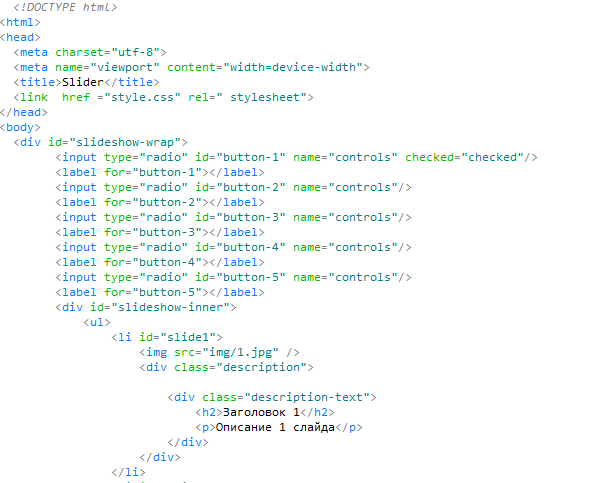 <!DOCTYPE html>
<html>
<head>
<meta charset="utf-8">
<meta name="viewport" content="width=device-width">
<title>Slider</title>
<link  href ="style.css" rel=" stylesheet">
</head>
<body>
<div id="slideshow-wrap">
<input type="radio" id="button-1" name="controls" checked="checked"/>
<label for="button-1"></label>
<input type="radio" id="button-2" name="controls"/>
<label for="button-2"></label>
<input type="radio" id="button-3" name="controls"/>
<label for="button-3"></label>
<input type="radio" id="button-4" name="controls"/>
<label for="button-4"></label>
<input type="radio" id="button-5" name="controls"/>
<label for="button-5"></label>
<div id="slideshow-inner">
<ul>
<li id="slide1">
<img src="img/1.jpg" />
<div class="description">
<div class="description-text">
<h2>Заголовок 1</h2>
<p>Описание 1 слайда</p>
</div>
</div>
</li>